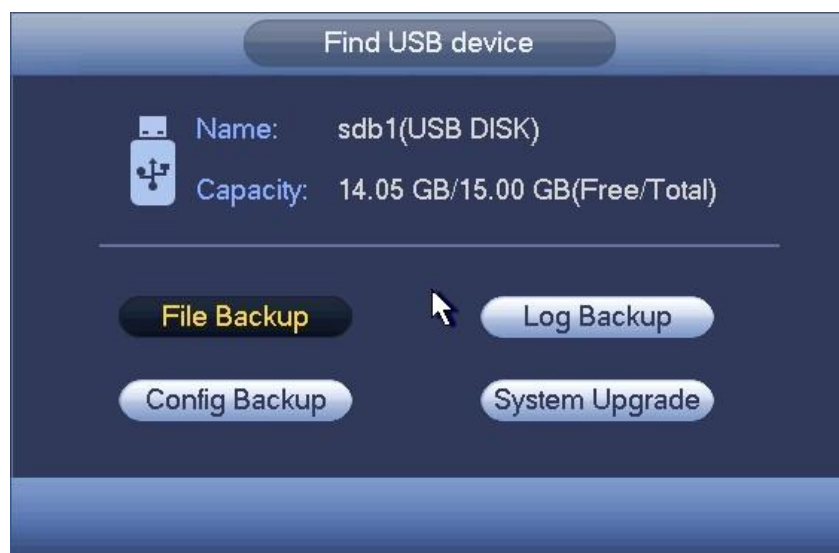 Find USB device
Name: sdb1(USB DISK)
Capacity: 14.05 GB/15.00 GB(Free/Total)
File Backup Log Backup
Config Backup System Upgrade